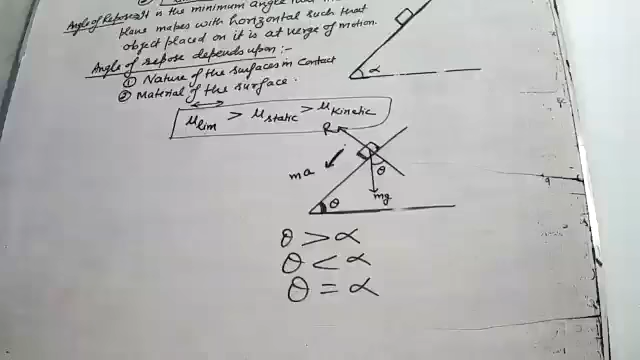 Angle of Repose:- It is the minimum angle that
plane makes with horizontal such that
object placed on it is at verge of motion.
Angle of repose depends upon :-
① Nature of the surfaces in contact
② Material of the surface.
α
μlim > μstatic > μkinetic
R
ma
θ
mg
θ
θ > α
θ < α
θ = α